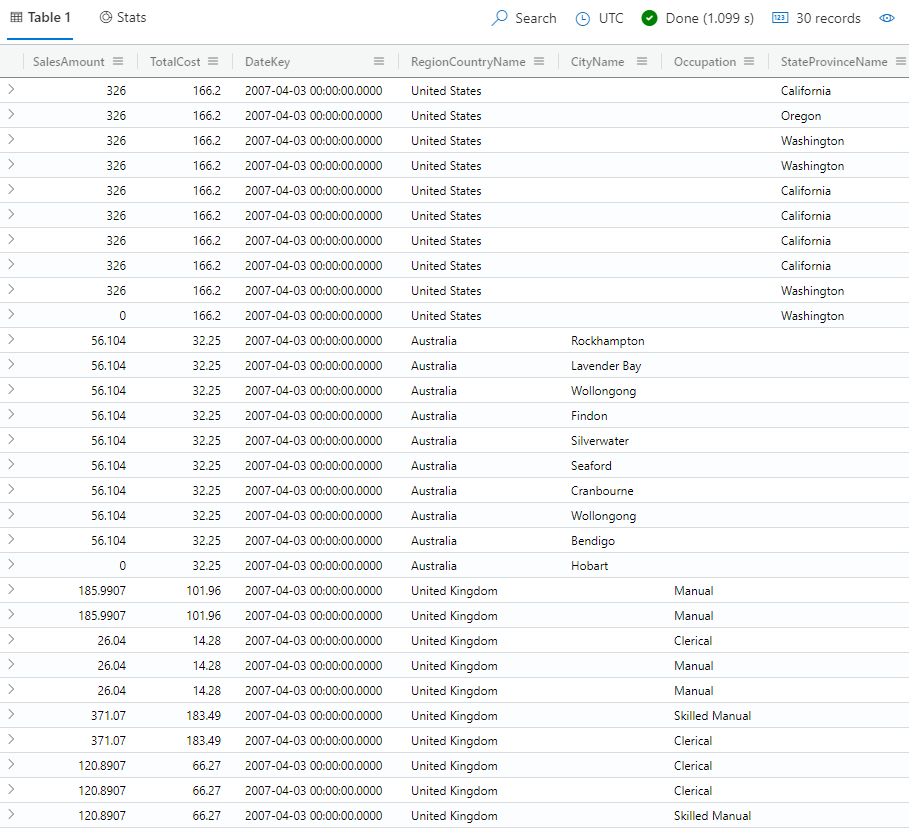 Table 1 Stats Search UTC Done (1.099 s) 123 30 records
SalesAmount TotalCost DateKey RegionCountryName CityName Occupation StateProvinceName
326 166.2 2007-04-03 00:00:00.0000 United States California
326 166.2 2007-04-03 00:00:00.0000 United States Oregon
326 166.2 2007-04-03 00:00:00.0000 United States Washington
326 166.2 2007-04-03 00:00:00.0000 United States Washington
326 166.2 2007-04-03 00:00:00.0000 United States California
326 166.2 2007-04-03 00:00:00.0000 United States California
326 166.2 2007-04-03 00:00:00.0000 United States California
326 166.2 2007-04-03 00:00:00.0000 United States California
326 166.2 2007-04-03 00:00:00.0000 United States Washington
0 166.2 2007-04-03 00:00:00.0000 United States Washington
56.104 32.25 2007-04-03 00:00:00.0000 Australia Rockhampton
56.104 32.25 2007-04-03 00:00:00.0000 Australia Lavender Bay
56.104 32.25 2007-04-03 00:00:00.0000 Australia Wollongong
56.104 32.25 2007-04-03 00:00:00.0000 Australia Findon
56.104 32.25 2007-04-03 00:00:00.0000 Australia Silverwater
56.104 32.25 2007-04-03 00:00:00.0000 Australia Seaford
56.104 32.25 2007-04-03 00:00:00.0000 Australia Cranbourne
56.104 32.25 2007-04-03 00:00:00.0000 Australia Wollongong
56.104 32.25 2007-04-03 00:00:00.0000 Australia Bendigo
0 32.25 2007-04-03 00:00:00.0000 Australia Hobart
185.9907 101.96 2007-04-03 00:00:00.0000 United Kingdom Manual
185.9907 101.96 2007-04-03 00:00:00.0000 United Kingdom Manual
26.04 14.28 2007-04-03 00:00:00.0000 United Kingdom Clerical
26.04 14.28 2007-04-03 00:00:00.0000 United Kingdom Manual
26.04 14.28 2007-04-03 00:00:00.0000 United Kingdom Manual
371.07 183.49 2007-04-03 00:00:00.0000 United Kingdom Skilled Manual
371.07 183.49 2007-04-03 00:00:00.0000 United Kingdom Clerical
120.8907 66.27 2007-04-03 00:00:00.0000 United Kingdom Clerical
120.8907 66.27 2007-04-03 00:00:00.0000 United Kingdom Clerical
120.8907 66.27 2007-04-03 00:00:00.0000 United Kingdom Skilled Manual